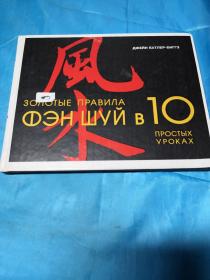 ДЖЕЙН БАТЛЕР-БИГГЗ
風水
ЗОЛОТЫЕ ПРАВИЛА
ФЭН ШУЙ В 10
ПРОСТЫХ
УРОКАХ